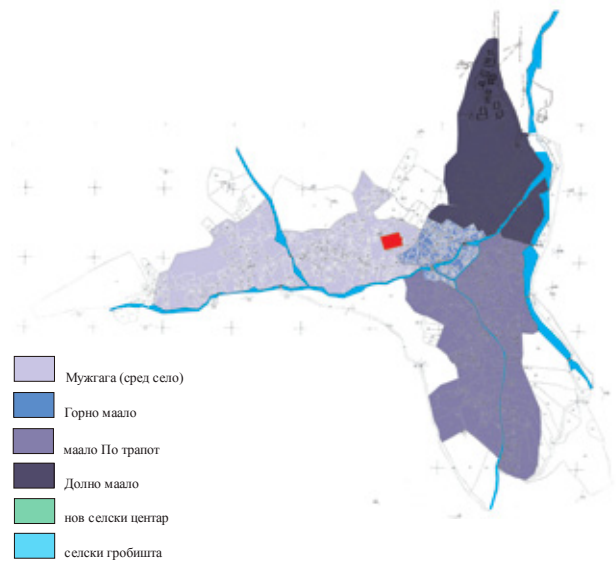 Мужгага (сред село)
Горно маало
маало По трапот
Долно маало
нов селски центар
селски гробишта